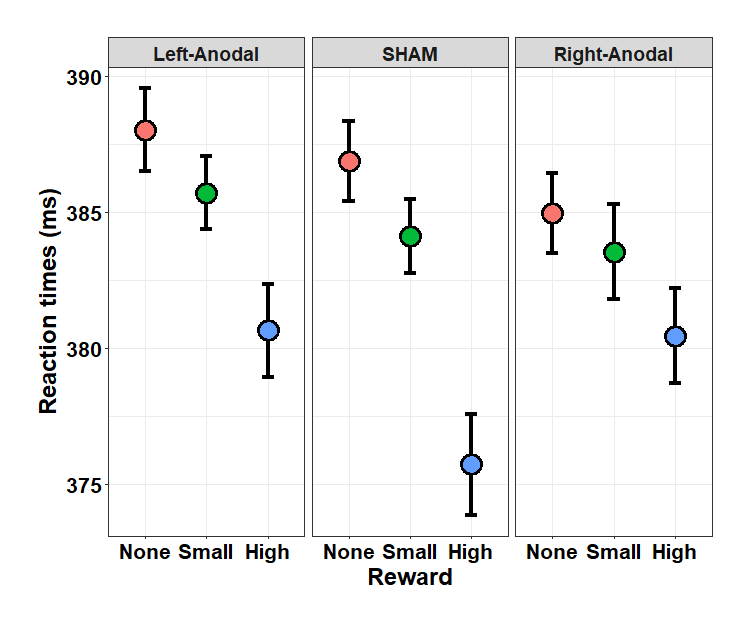 Left-Anodal SHAM Right-Anodal
390
385
380
375
Reaction times (ms)
None Small High None Small High None Small High
Reward